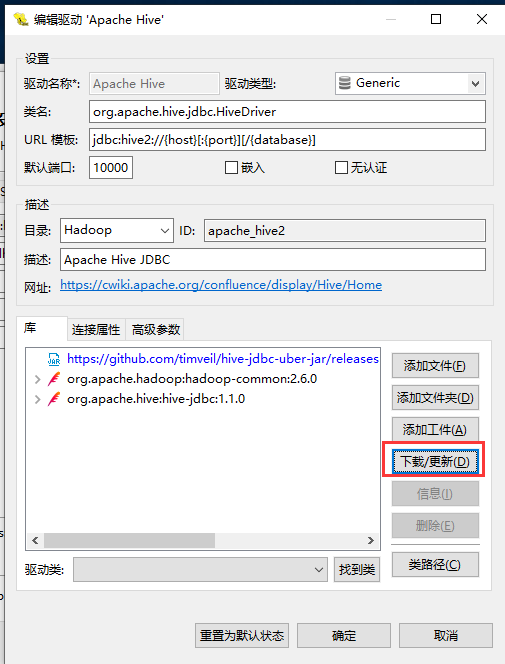 编辑驱动 'Apache Hive'
设置
驱动名称*: Apache Hive 驱动类型: Generic
类名: org.apache.hive.jdbc.HiveDriver
URL 模板: jdbc:hive2://{host}[:{port}][/{database}]
默认端口: 10000 嵌入 无认证
描述
目录: Hadoop ID: apache_hive2
描述: Apache Hive JDBC
网址: https://cwiki.apache.org/confluence/display/Hive/Home
库 连接属性 高级参数
https://github.com/timveil/hive-jdbc-uber-jar/releases
org.apache.hadoop:hadoop-common:2.6.0
org.apache.hive:hive-jdbc:1.1.0
添加文件(F)
添加文件夹(D)
添加工件(A)
下载/更新(D)
信息(I)
删除(E)
类路径(C)
驱动类: 找到类
重置为默认状态 确定 取消